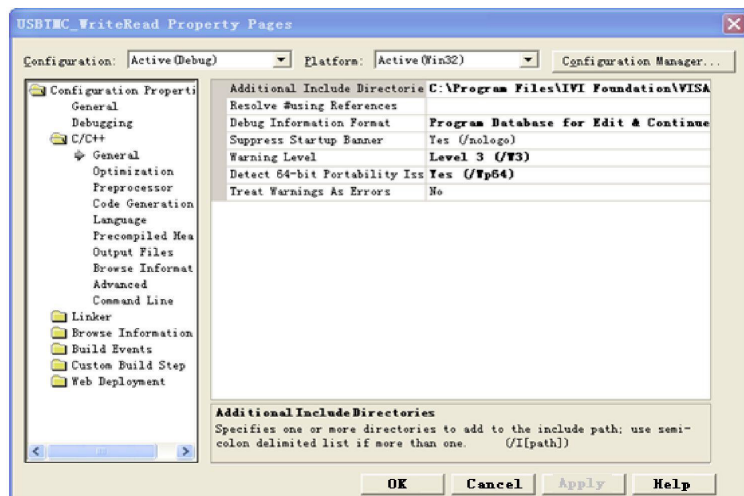 USBTMC_WriteRead Property Pages
Configuration: Active(Debug) Platform: Active(Win32) Configuration Manager...
Configuration Properti
General
Debugging
C/C++
General
Optimization
Preprocessor
Code Generation
Language
Precompiled Hea
Output Files
Browse Informat
Advanced
Command Line
Linker
Browse Information
Build Events
Custom Build Step
Web Deployment
Additional Include Directorie C:\Program Files\IVI Foundation\VISA
Resolve #using References
Debug Information Format Program Database for Edit & Continue
Suppress Startup Banner Yes (/nologo)
Warning Level Level 3 (/W3)
Detect 64-bit Portability Iss Yes (/Wp64)
Treat Warnings As Errors No
Additional Include Directories
Specifies one or more directories to add to the include path; use semi-
colon delimited list if more than one. (/I[path])
OK Cancel Apply Help